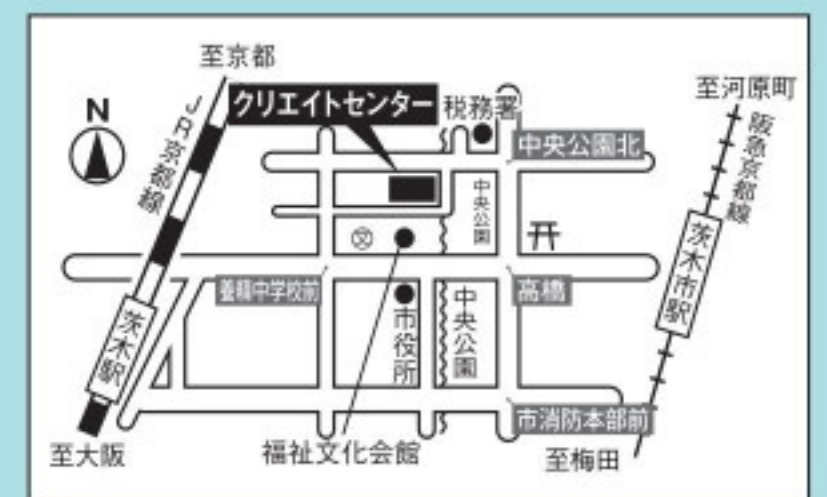 至京都
N
JR京都線
クリエイトセンター
税務署
至河原町
阪急京都線
中央公園北
中央公園
文
茨木市駅
養精中学校前
高橋
茨木駅
市役所
中央公園
市消防本部前
至大阪
福祉文化会館
至梅田